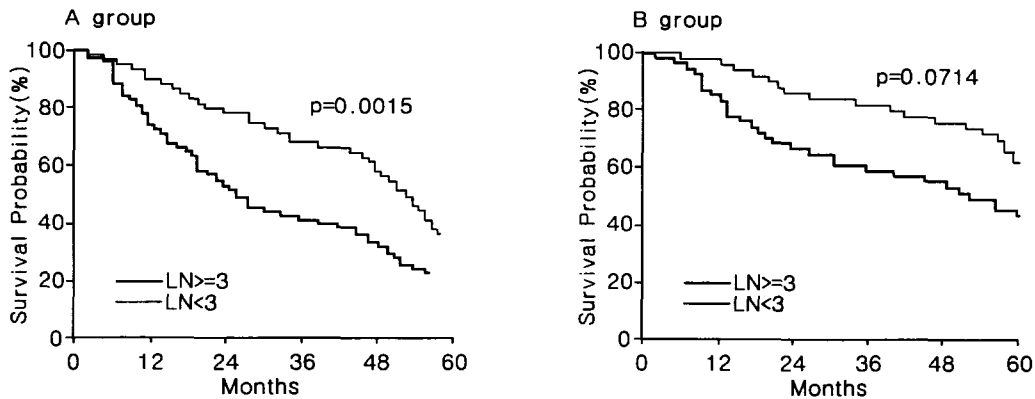 A group
Survival Probability(%)
100
80
60
40
20
0
p=0.0015
LN>=3
LN<3
0 12 24 36 48 60
Months
B group
Survival Probability(%)
100
80
60
40
20
0
p=0.0714
LN>=3
LN<3
0 12 24 36 48 60
Months